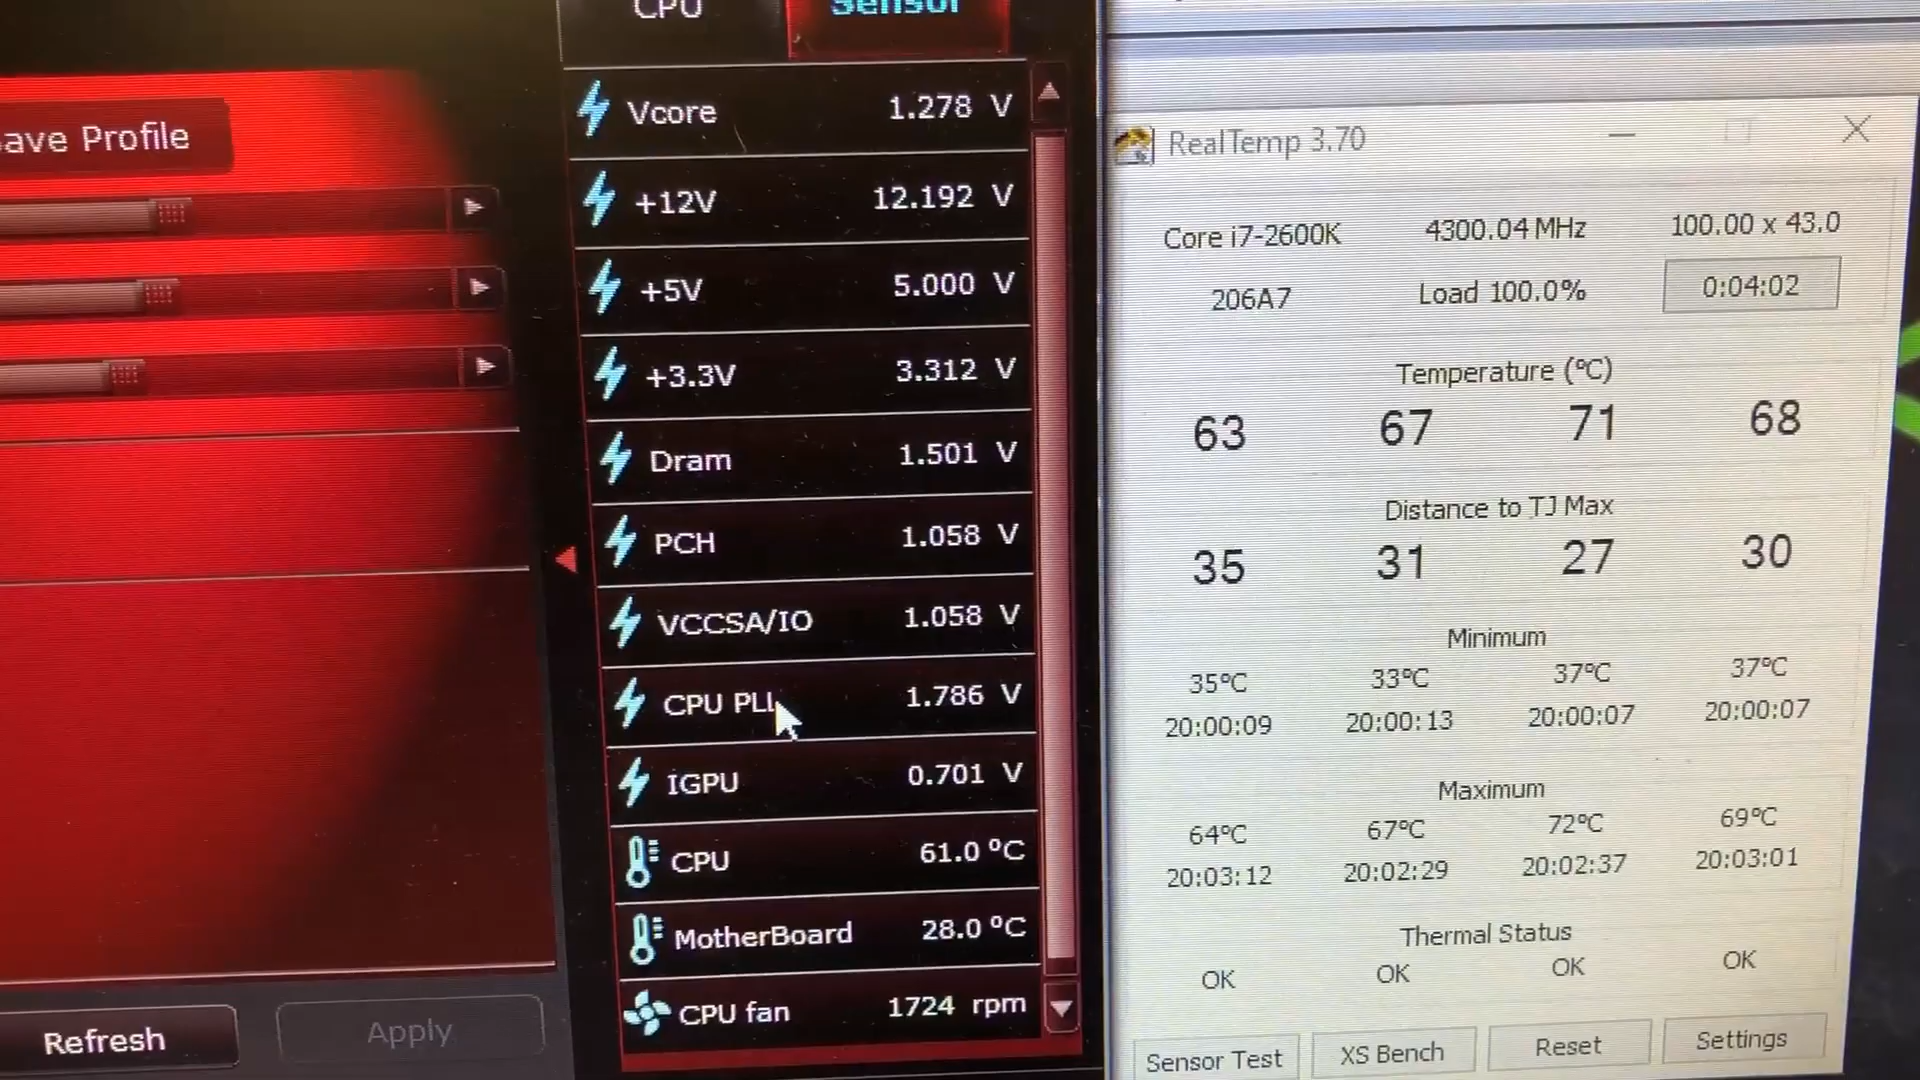 CPU Sensor
ave Profile
Vcore 1.278 V
+12V 12.192 V
+5V 5.000 V
+3.3V 3.312 V
Dram 1.501 V
PCH 1.058 V
VCCSA/IO 1.058 V
CPU PLL 1.786 V
IGPU 0.701 V
CPU 61.0 °C
MotherBoard 28.0 °C
CPU fan 1724 rpm
Refresh Apply
RealTemp 3.70
Core i7-2600K 4300.04 MHz 100.00 x 43.0
206A7 Load 100.0% 0:04:02
Temperature (°C)
63 67 71 68
Distance to TJ Max
35 31 27 30
Minimum
35°C 33°C 37°C 37°C
20:00:09 20:00:13 20:00:07 20:00:07
Maximum
64°C 67°C 72°C 69°C
20:03:12 20:02:29 20:02:37 20:03:01
Thermal Status
OK OK OK OK
Sensor Test XS Bench Reset Settings